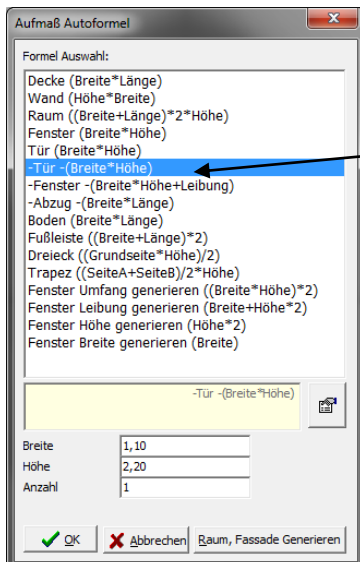 Aufmaß Autoformel
Formel Auswahl:
Decke (Breite*Länge)
Wand (Höhe*Breite)
Raum ((Breite+Länge)*2*Höhe)
Fenster (Breite*Höhe)
Tür (Breite*Höhe)
-Tür -(Breite*Höhe)
-Fenster -(Breite*Höhe+Leibung)
-Abzug -(Breite*Länge)
Boden (Breite*Länge)
Fußleiste ((Breite+Länge)*2)
Dreieck ((Grundseite*Höhe)/2)
Trapez ((SeiteA+SeiteB)/2*Höhe)
Fenster Umfang generieren ((Breite*Höhe)*2)
Fenster Leibung generieren (Breite+Höhe*2)
Fenster Höhe generieren (Höhe*2)
Fenster Breite generieren (Breite)
-Tür -(Breite*Höhe)
Breite 1,10
Höhe 2,20
Anzahl 1
OK Abbrechen Raum, Fassade Generieren